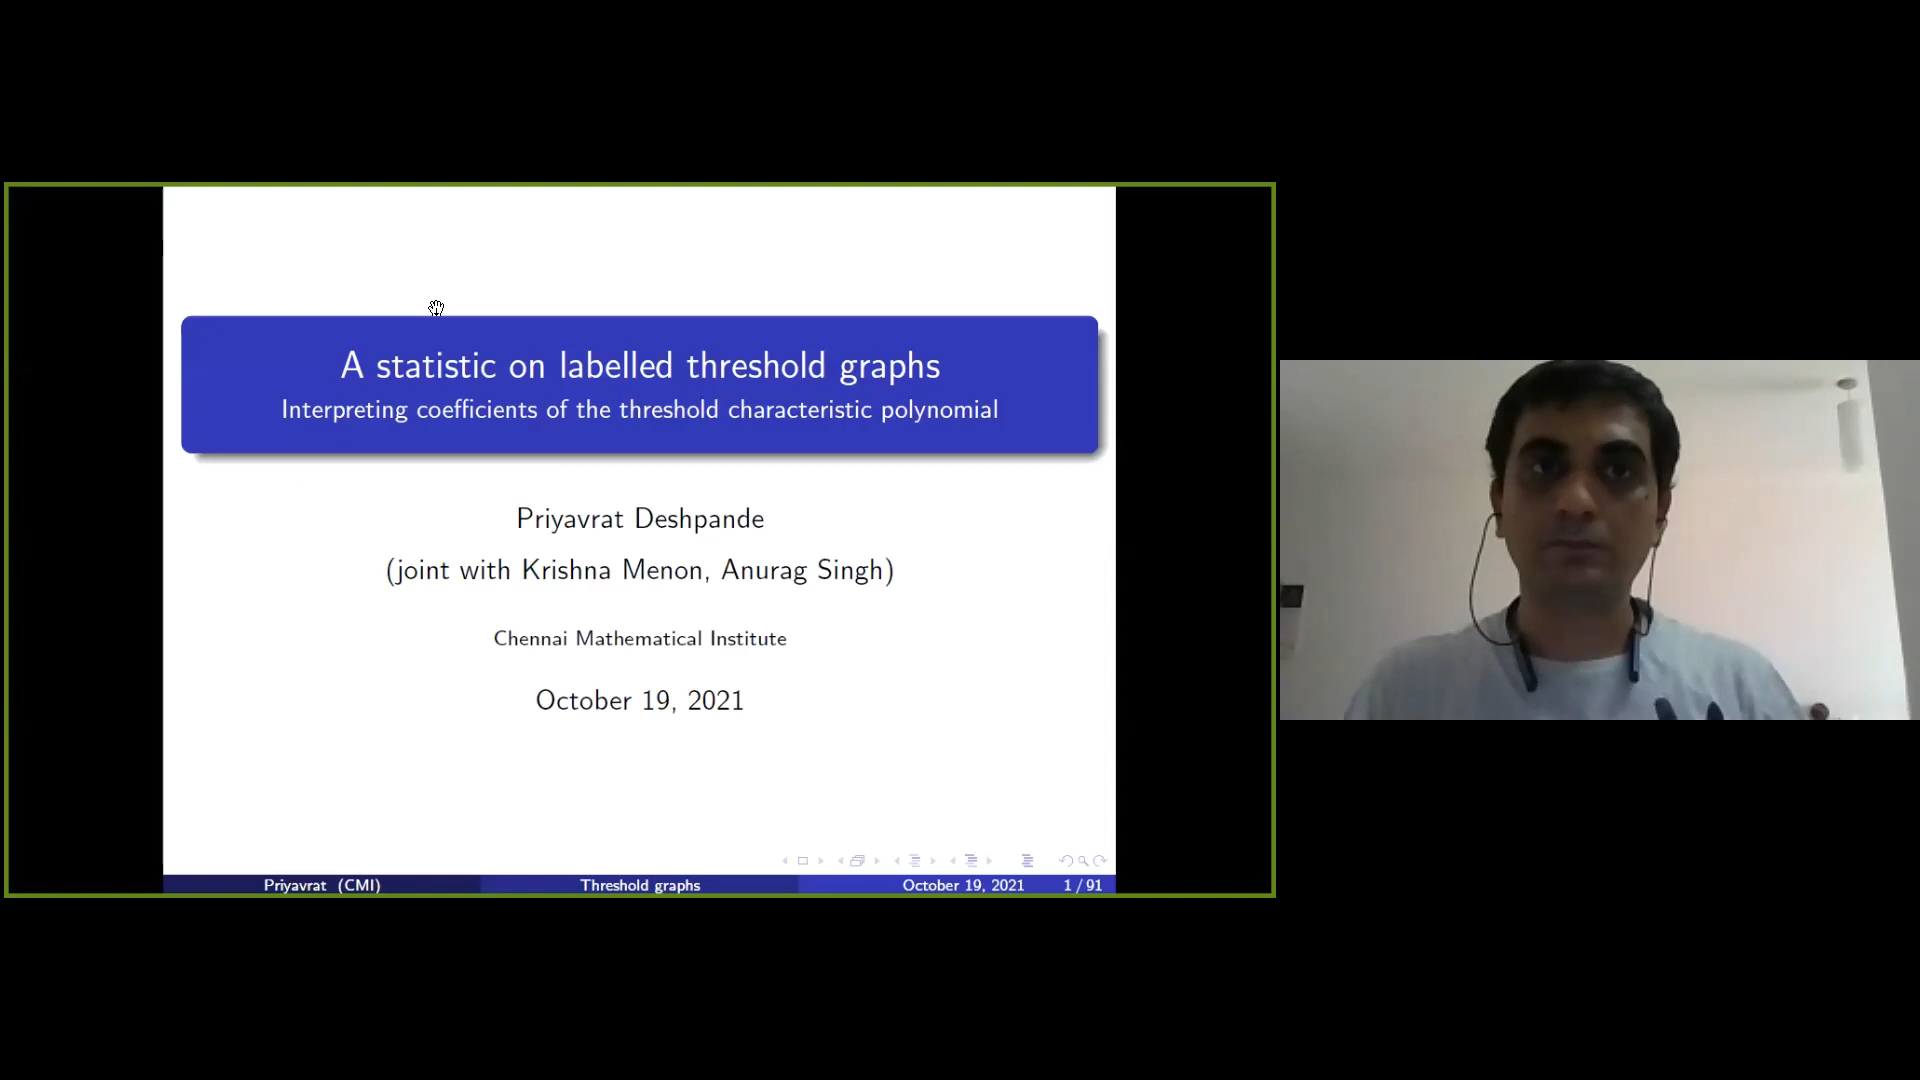 A statistic on labelled threshold graphs
Interpreting coefficients of the threshold characteristic polynomial
Priyavrat Deshpande
(joint with Krishna Menon, Anurag Singh)
Chennai Mathematical Institute
October 19, 2021
Priyavrat (CMI) Threshold graphs October 19, 2021 1 / 91